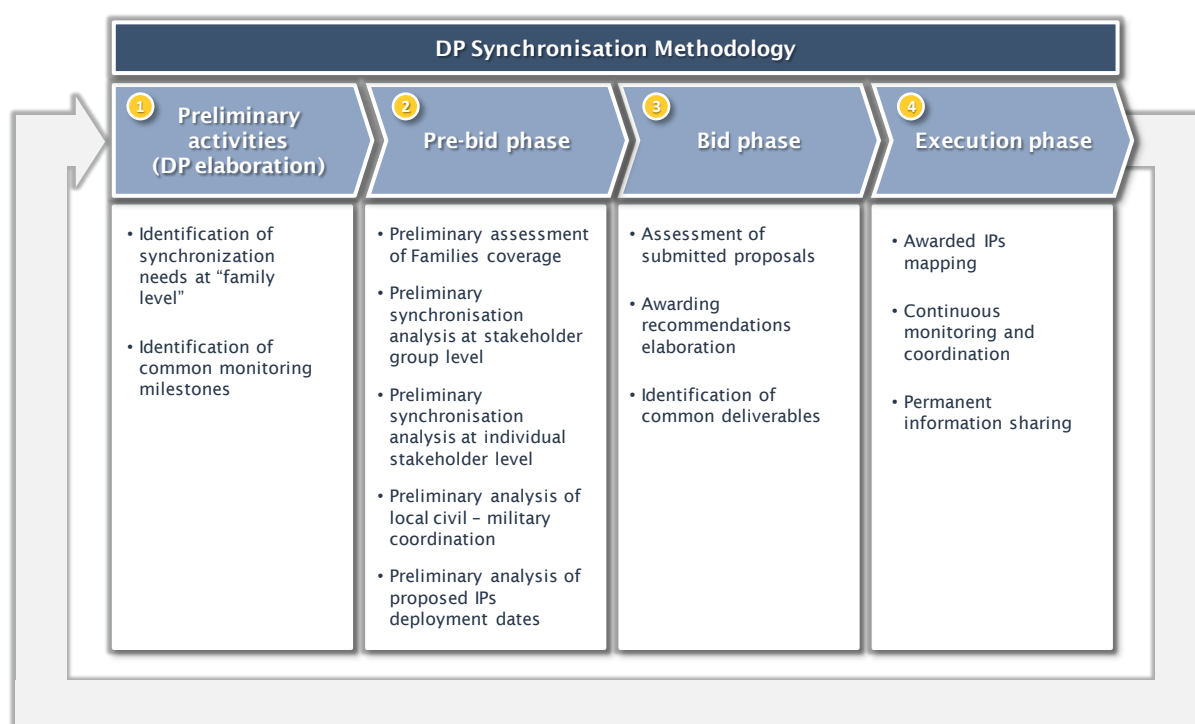 DP Synchronisation Methodology
1
Preliminary
activities
(DP elaboration)
2
Pre-bid phase
3
Bid phase
4
Execution phase
• Identification of
synchronization
needs at “family
level”
• Identification of
common monitoring
milestones
• Preliminary assessment
of Families coverage
• Preliminary
synchronisation
analysis at stakeholder
group level
• Preliminary
synchronisation
analysis at individual
stakeholder level
• Preliminary analysis of
local civil – military
coordination
• Preliminary analysis of
proposed IPs
deployment dates
• Assessment of
submitted proposals
• Awarding
recommendations
elaboration
• Identification of
common deliverables
• Awarded IPs
mapping
• Continuous
monitoring and
coordination
• Permanent
information sharing